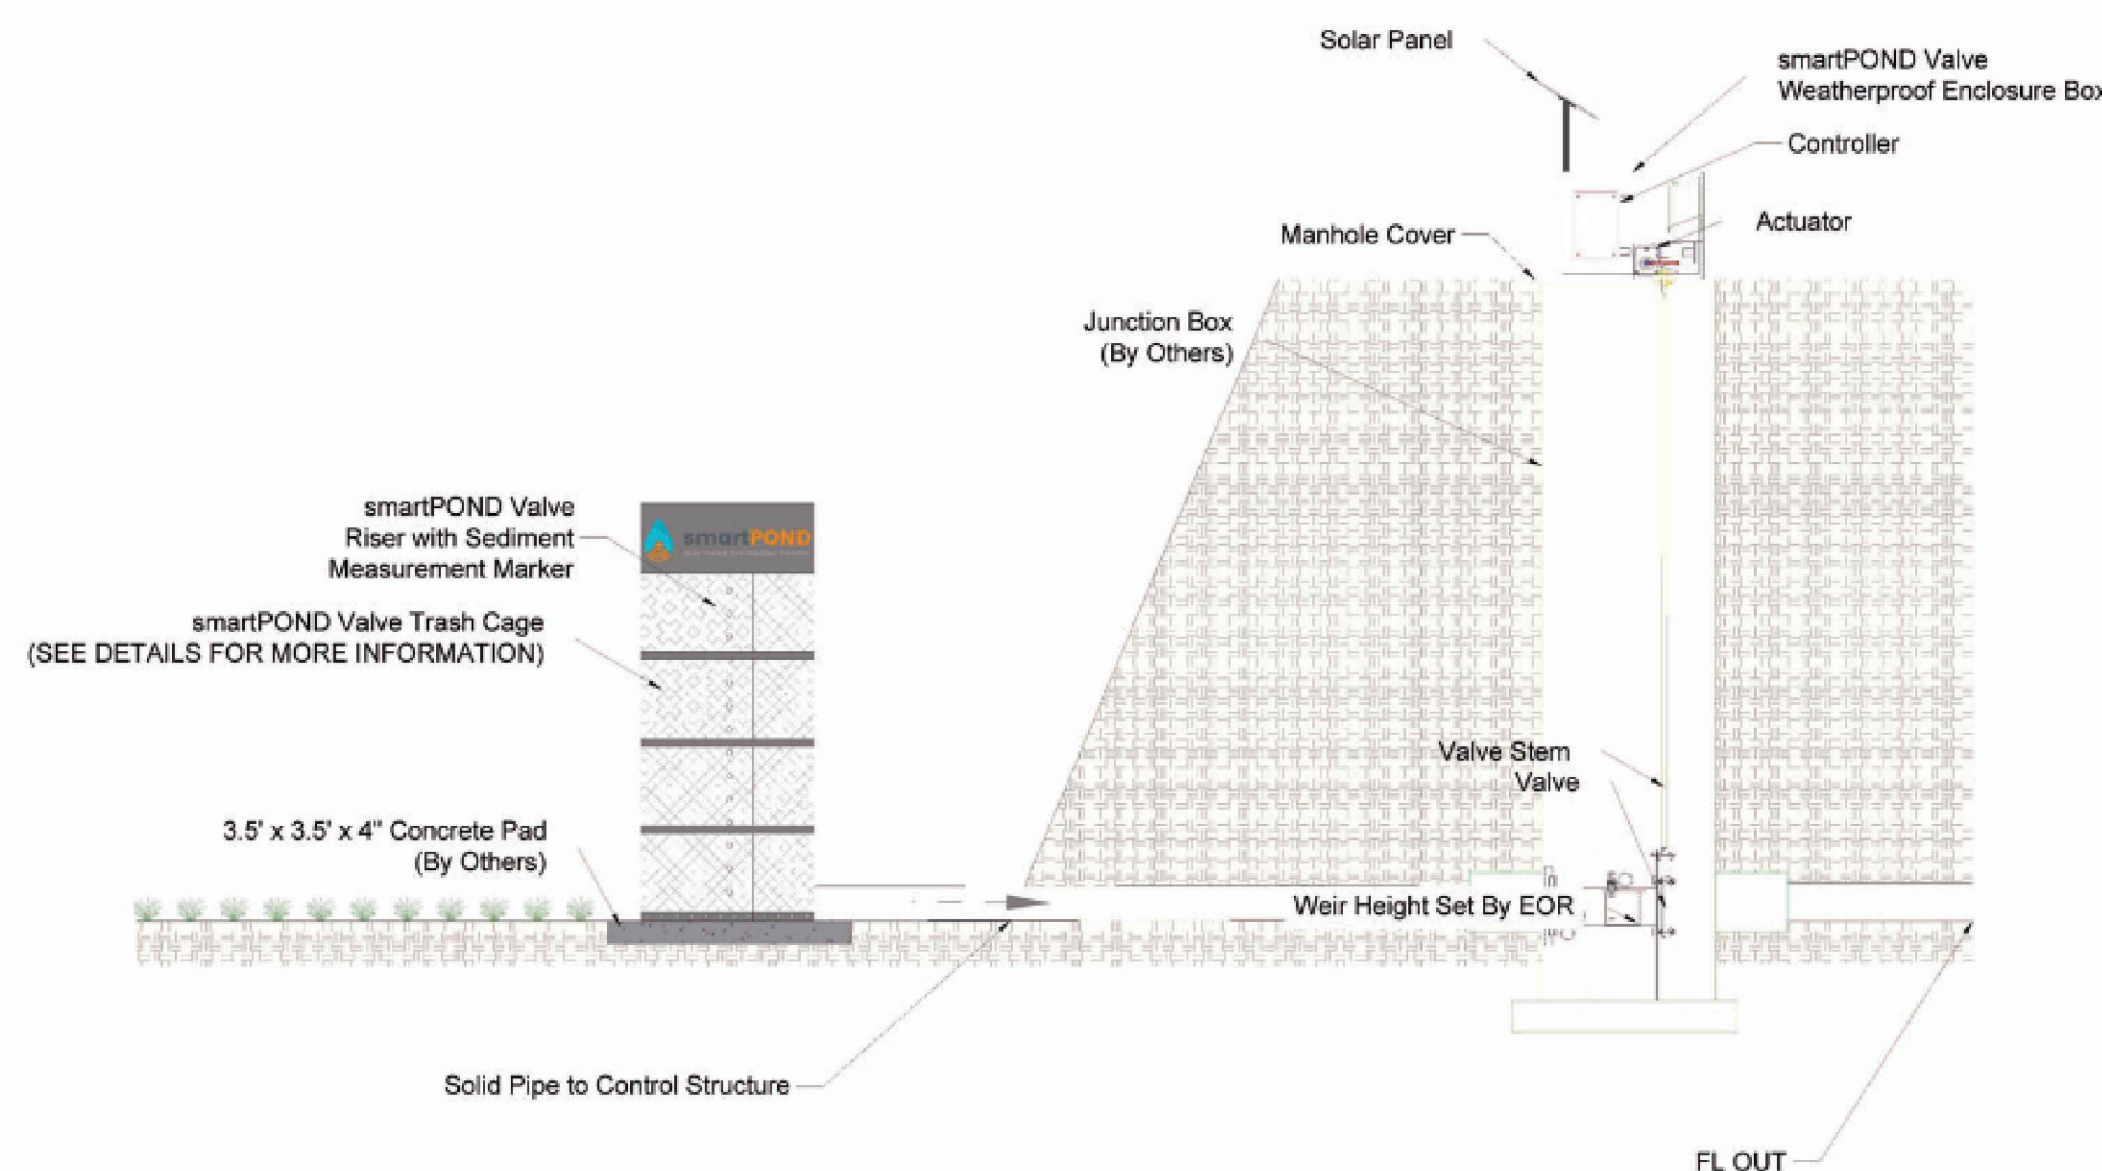 Solar Panel
smartPOND Valve
Weatherproof Enclosure Box
Controller
Actuator
Manhole Cover
Junction Box
(By Others)
smartPOND Valve
Riser with Sediment
Measurement Marker
smartPOND
smartPOND Valve Trash Cage
(SEE DETAILS FOR MORE INFORMATION)
Valve Stem
Valve
3.5' x 3.5' x 4" Concrete Pad
(By Others)
Weir Height Set By EOR
Solid Pipe to Control Structure
FL OUT